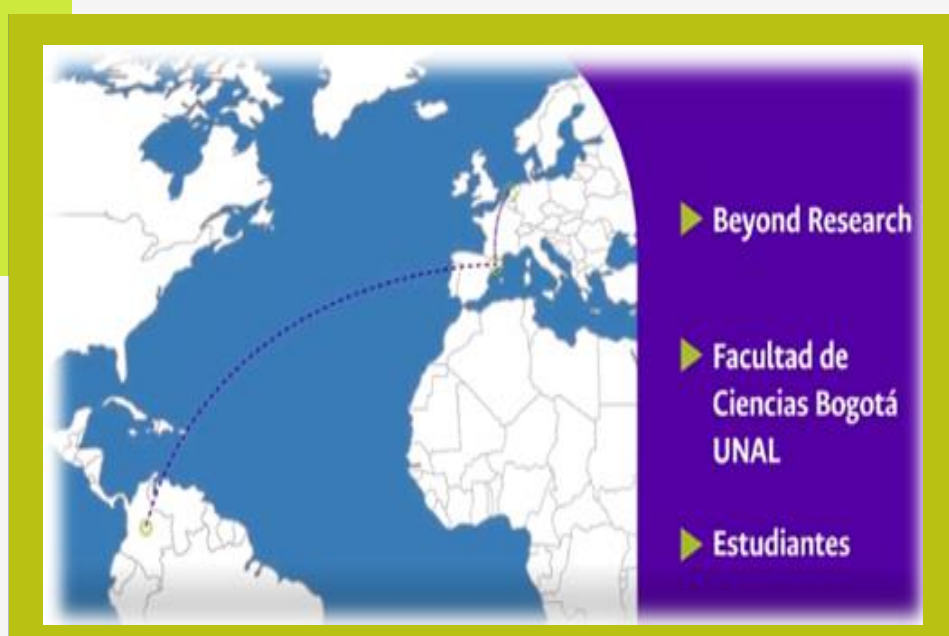 Beyond Research
Facultad de
Ciencias Bogotá
UNAL
Estudiantes